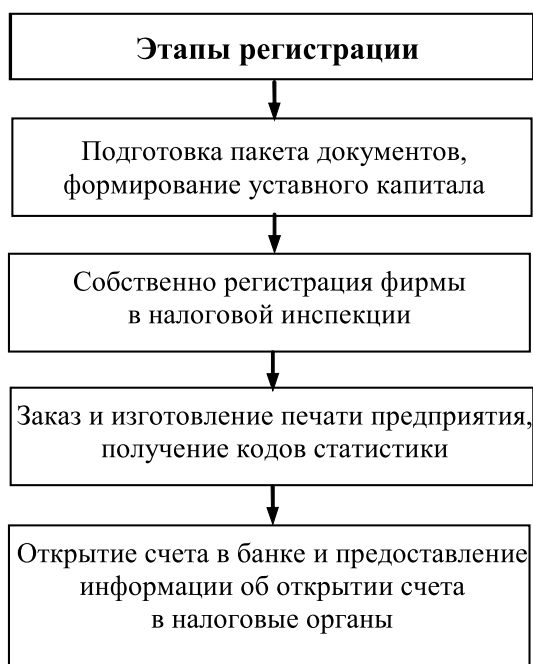 Этапы регистрации
Подготовка пакета документов,
формирование уставного капитала
Собственно регистрация фирмы
в налоговой инспекции
Заказ и изготовление печати предприятия,
получение кодов статистики
Открытие счета в банке и предоставление
информации об открытии счета
в налоговые органы